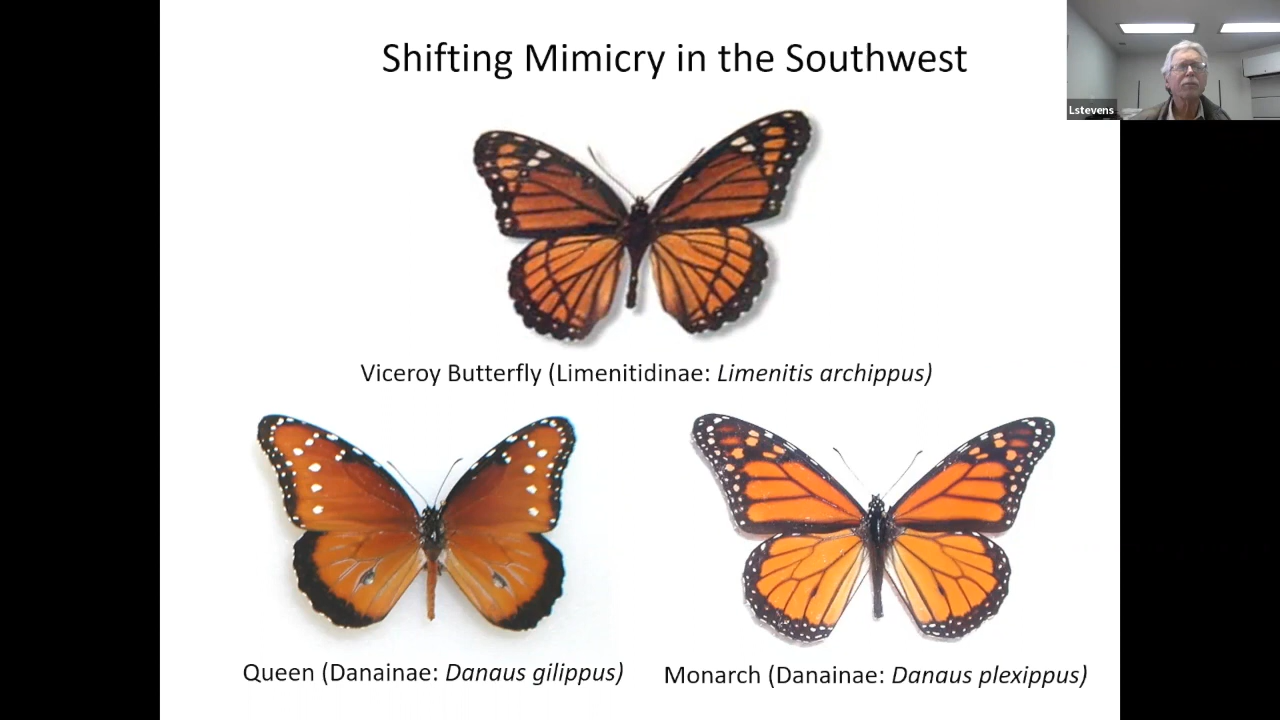 Shifting Mimicry in the Southwest
Lstevens
Viceroy Butterfly (Limenitidinae: Limenitis archippus)
Queen (Danainae: Danaus gilippus)
Monarch (Danainae: Danaus plexippus)